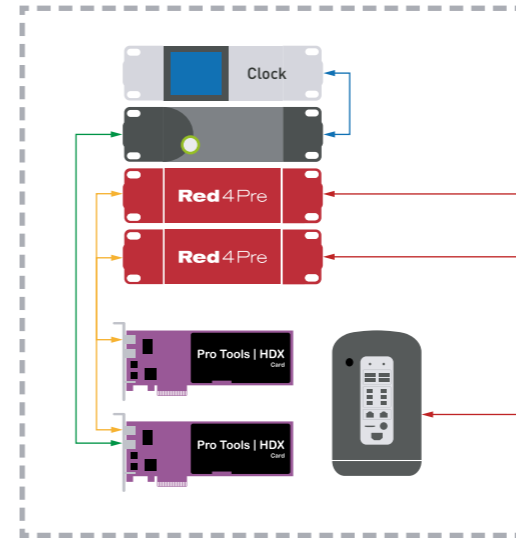 Clock
Red 4Pre
Red 4Pre
Pro Tools | HDX
Card
Pro Tools | HDX
Card